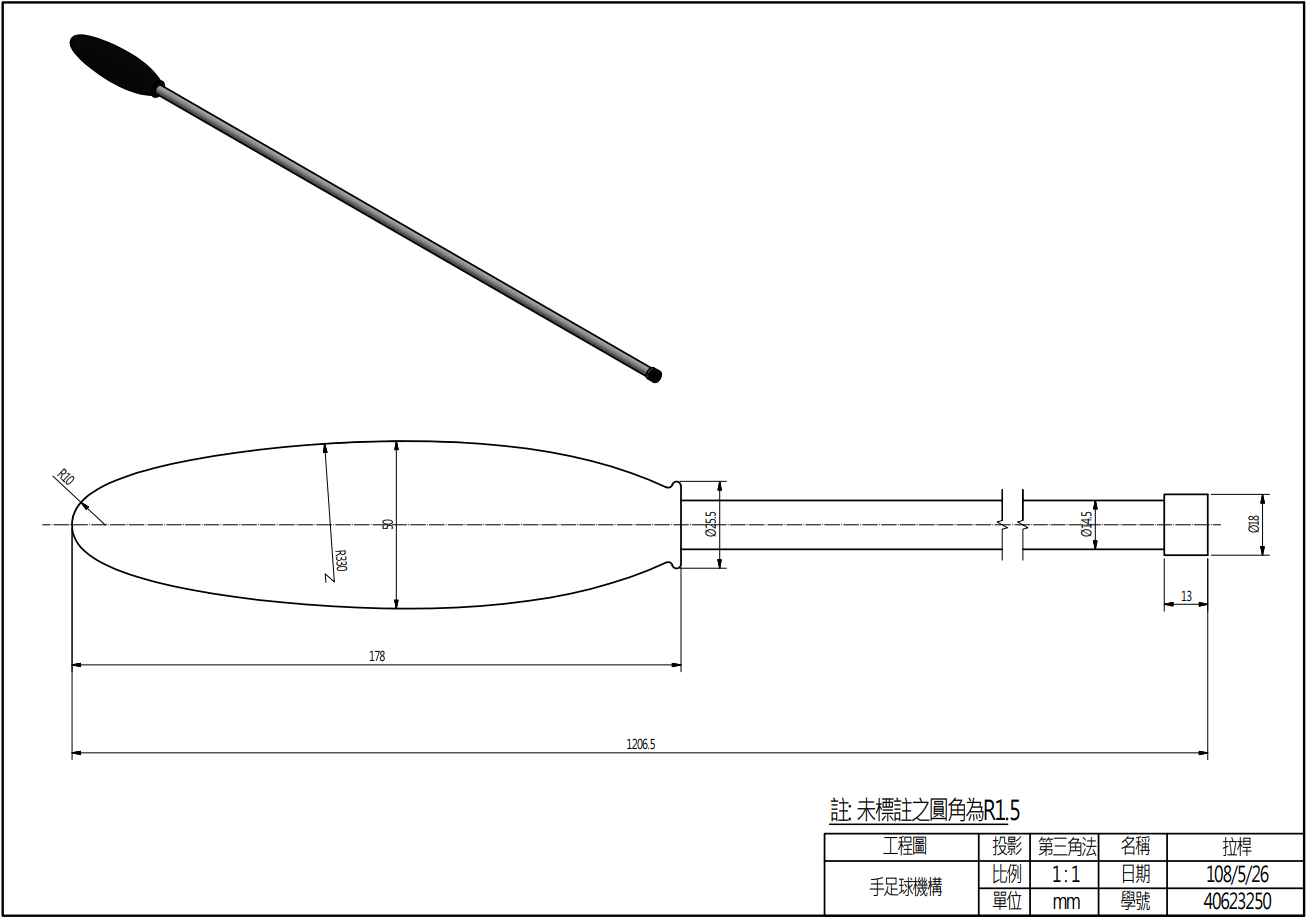 R10
R330
50
Ø25.5
Ø14.5
Ø18
13
178
1206.5
註: 未標註之圓角為R1.5
工程圖 投影 第三角法 名稱 拉桿
手足球機構 比例 1 : 1 日期 108/5/26
單位 mm 學號 40623250